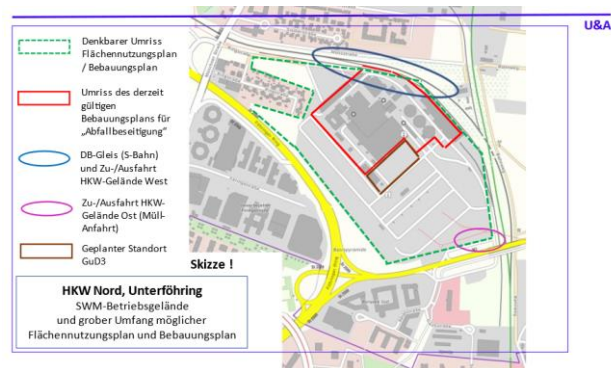 U&A
Denkbarer Umriss
Flächennutzungsplan
/ Bebauungsplan
Umriss des derzeit
gültigen
Bebauungsplans für
„Abfallbeseitigung“
DB-Gleis (S-Bahn)
und Zu-/Ausfahrt
HKW-Gelände West
Zu-/Ausfahrt HKW-
Gelände Ost (Müll-
Anfahrt)
Geplanter Standort
GuD3
Skizze !
HKW Nord, Unterföhring
SWM-Betriebsgelände
und grober Umfang möglicher
Flächennutzungsplan und Bebauungsplan